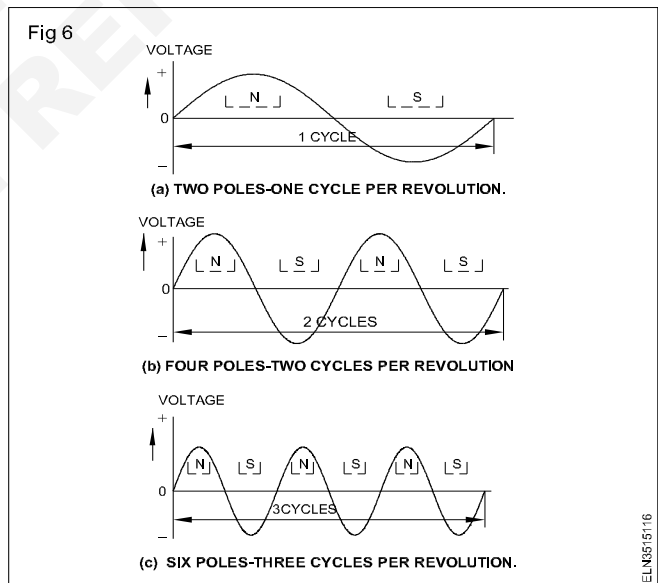 Fig 6
VOLTAGE
+
N
S
0
1 CYCLE
–
(a) TWO POLES-ONE CYCLE PER REVOLUTION.
VOLTAGE
+
N S N S
0
2 CYCLES
–
(b) FOUR POLES-TWO CYCLES PER REVOLUTION
VOLTAGE
+
N S N S N S
0
3CYCLES
–
(c) SIX POLES-THREE CYCLES PER REVOLUTION.
ELN3515116